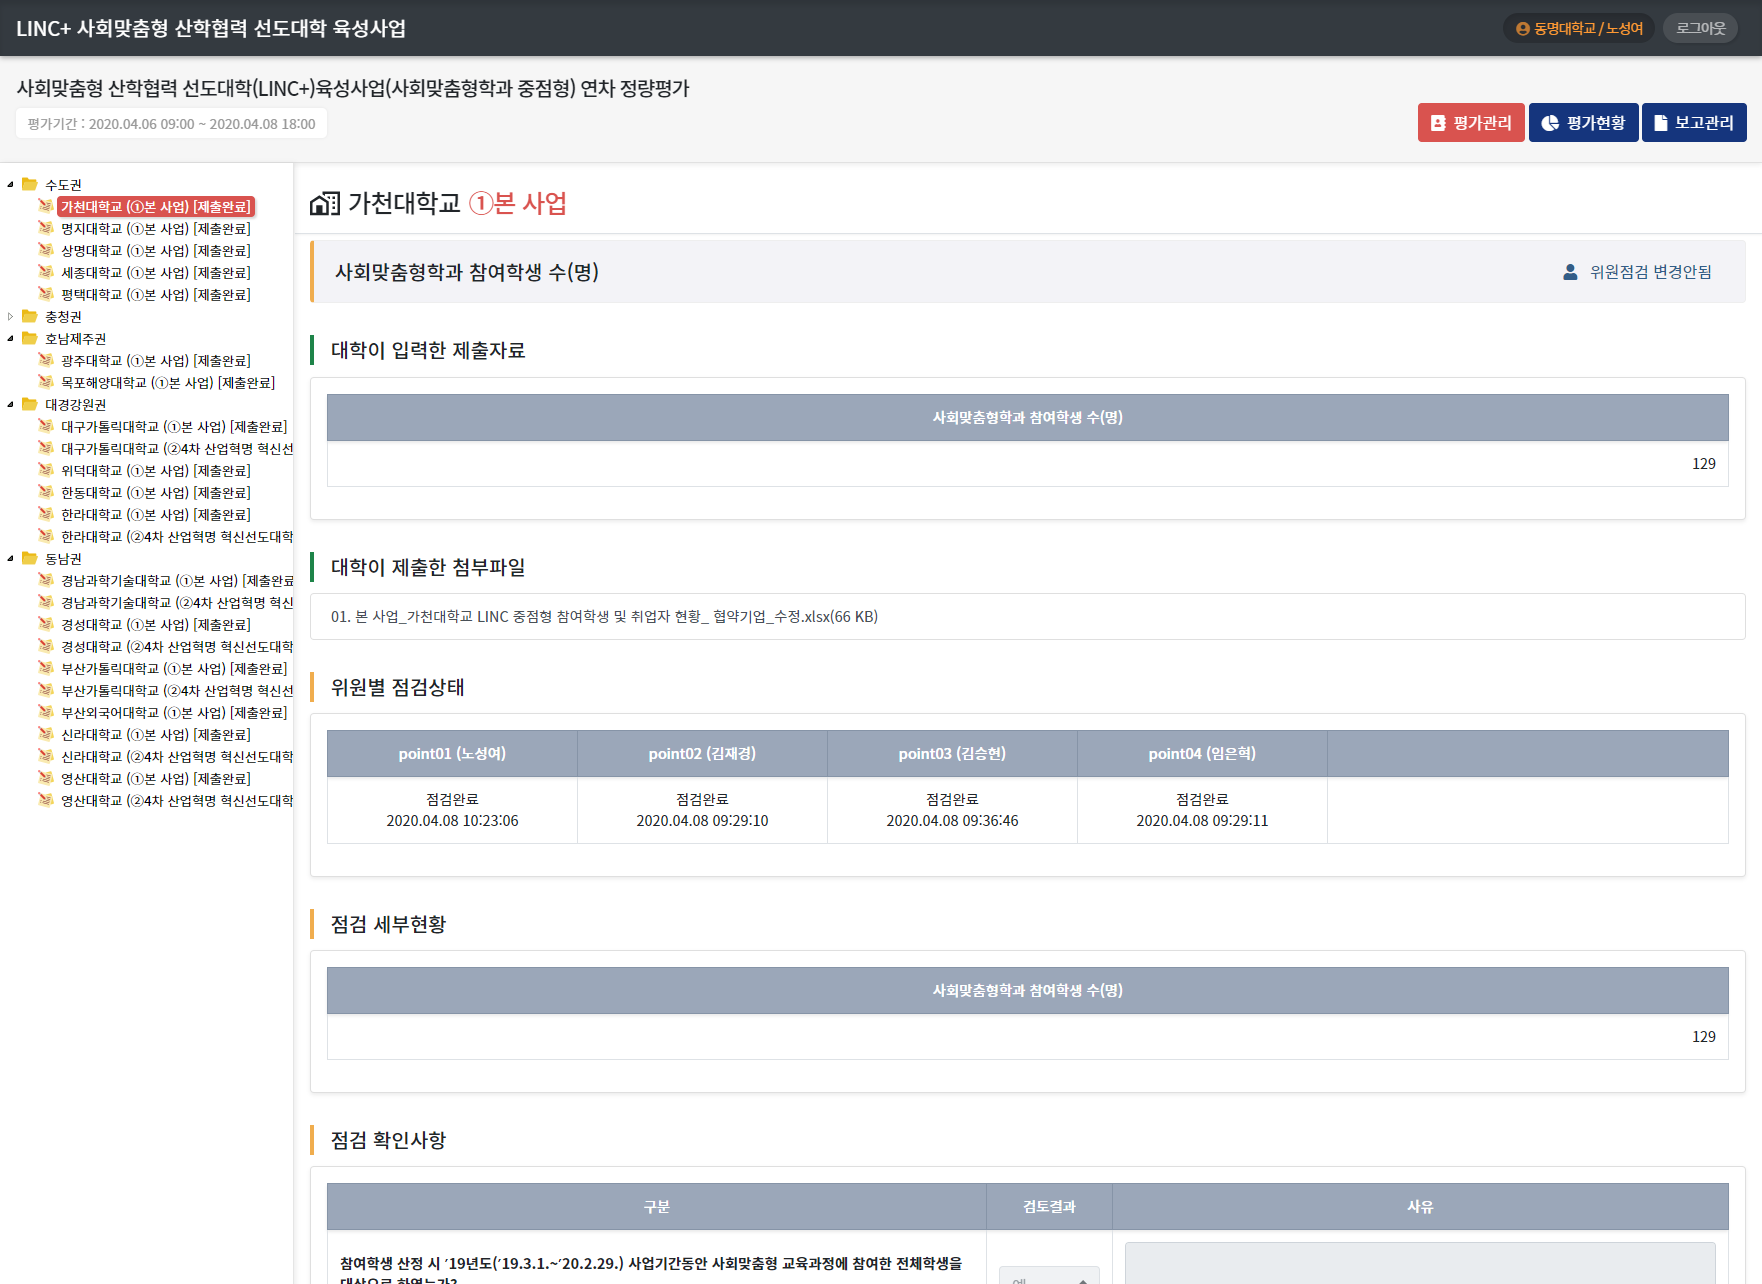 LINC+ 사회맞춤형 산학협력 선도대학 육성사업
동명대학교 / 노성여
로그아웃
사회맞춤형 산학협력 선도대학(LINC+)육성사업(사회맞춤형학과 중점형) 연차 정량평가
평가기간 : 2020.04.06 09:00 ~ 2020.04.08 18:00
평가관리
평가현황
보고관리
수도권
가천대학교 (①본 사업) [제출완료]
명지대학교 (①본 사업) [제출완료]
상명대학교 (①본 사업) [제출완료]
세종대학교 (①본 사업) [제출완료]
평택대학교 (①본 사업) [제출완료]
충청권
호남제주권
광주대학교 (①본 사업) [제출완료]
목포해양대학교 (①본 사업) [제출완료]
대경강원권
대구가톨릭대학교 (①본 사업) [제출완료]
대구가톨릭대학교 (②4차 산업혁명 혁신선
위덕대학교 (①본 사업) [제출완료]
한동대학교 (①본 사업) [제출완료]
한라대학교 (①본 사업) [제출완료]
한라대학교 (②4차 산업혁명 혁신선도대학
동남권
경남과학기술대학교 (①본 사업) [제출완료
경남과학기술대학교 (②4차 산업혁명 혁신
경성대학교 (①본 사업) [제출완료]
경성대학교 (②4차 산업혁명 혁신선도대학
부산가톨릭대학교 (①본 사업) [제출완료]
부산가톨릭대학교 (②4차 산업혁명 혁신선
부산외국어대학교 (①본 사업) [제출완료]
신라대학교 (①본 사업) [제출완료]
신라대학교 (②4차 산업혁명 혁신선도대학
영산대학교 (①본 사업) [제출완료]
영산대학교 (②4차 산업혁명 혁신선도대학
가천대학교 ①본 사업
사회맞춤형학과 참여학생 수(명)
위원점검 변경안됨
대학이 입력한 제출자료
사회맞춤형학과 참여학생 수(명)
129
대학이 제출한 첨부파일
01. 본 사업_가천대학교 LINC 중점형 참여학생 및 취업자 현황_ 협약기업_수정.xlsx(66 KB)
위원별 점검상태
point01 (노성여) point02 (김재경) point03 (김승현) point04 (임은혁)
점검완료 점검완료 점검완료 점검완료
2020.04.08 10:23:06 2020.04.08 09:29:10 2020.04.08 09:36:46 2020.04.08 09:29:11
점검 세부현황
사회맞춤형학과 참여학생 수(명)
129
점검 확인사항
구분 검토결과 사유
참여학생 산정 시 ’19년도(’19.3.1.~’20.2.29.) 사업기간동안 사회맞춤형 교육과정에 참여한 전체학생을